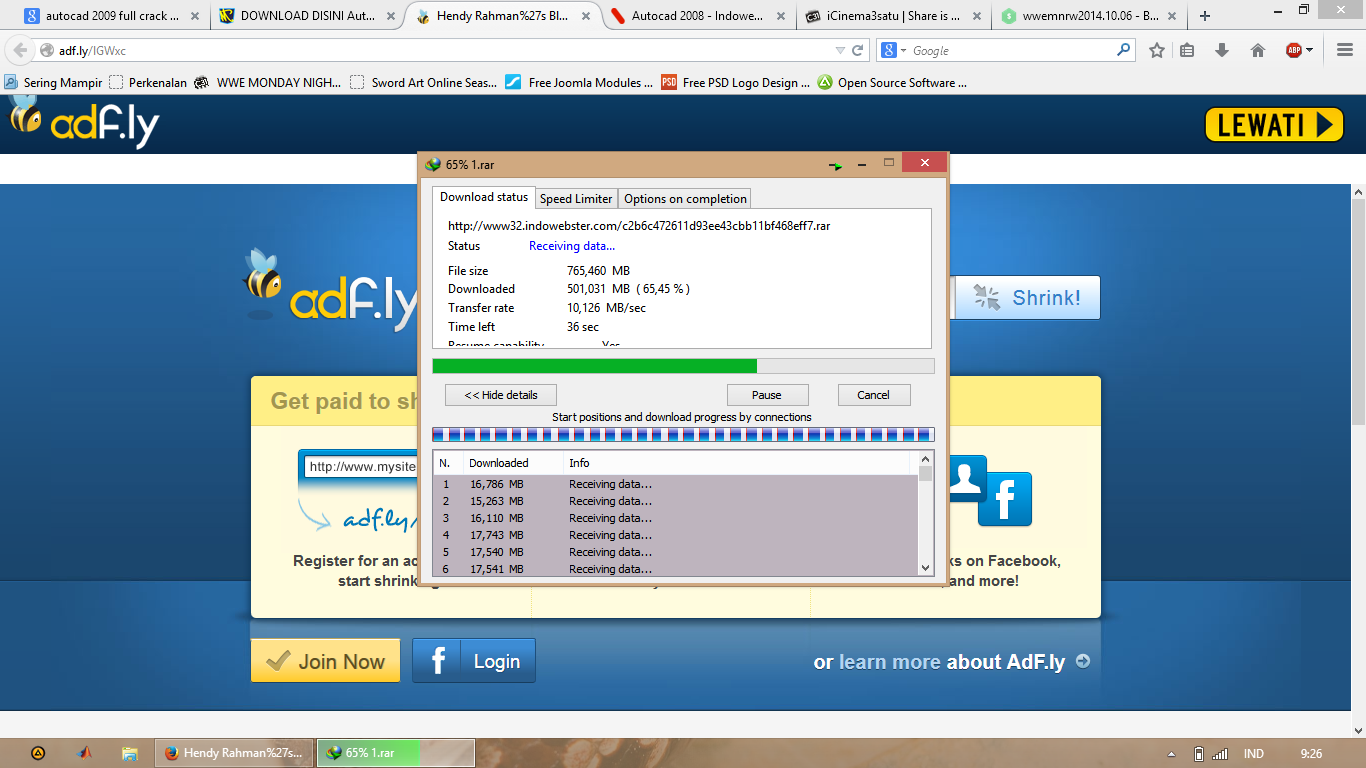 autocad 2009 full crack ...
DOWNLOAD DISINI Aut...
Hendy Rahman%27s Bl...
Autocad 2008 - Indowe...
iCinema3satu | Share is ...
wwemnrw2014.10.06 - B...
adf.ly/IGWxc
Google
ABP
Sering Mampir
Perkenalan
WWE MONDAY NIGH...
Sword Art Online Seas...
Free Joomla Modules ...
PSD
Free PSD Logo Design ...
Open Source Software ...
adf.ly
LEWATI
65% 1.rar
Download status
Speed Limiter
Options on completion
http://www32.indowebster.com/c2b6c472611d93ee43cbb11bf468eff7.rar
Status Receiving data...
File size 765,460 MB
Downloaded 501,031 MB ( 65,45 % )
Transfer rate 10,126 MB/sec
Time left 36 sec
Resume capability Yes
adf.ly
Shrink!
<< Hide details
Pause
Cancel
Start positions and download progress by connections
N. Downloaded Info
1 16,786 MB Receiving data...
2 15,263 MB Receiving data...
3 16,110 MB Receiving data...
4 17,743 MB Receiving data...
5 17,540 MB Receiving data...
6 17,541 MB Receiving data...
Get paid to sh
http://www.mysite
adf.ly/
Register for an ac
start shrink
ks on Facebook,
and more!
Join Now
f Login
or learn more about AdF.ly
Hendy Rahman%27s...
65% 1.rar
IND
9:26